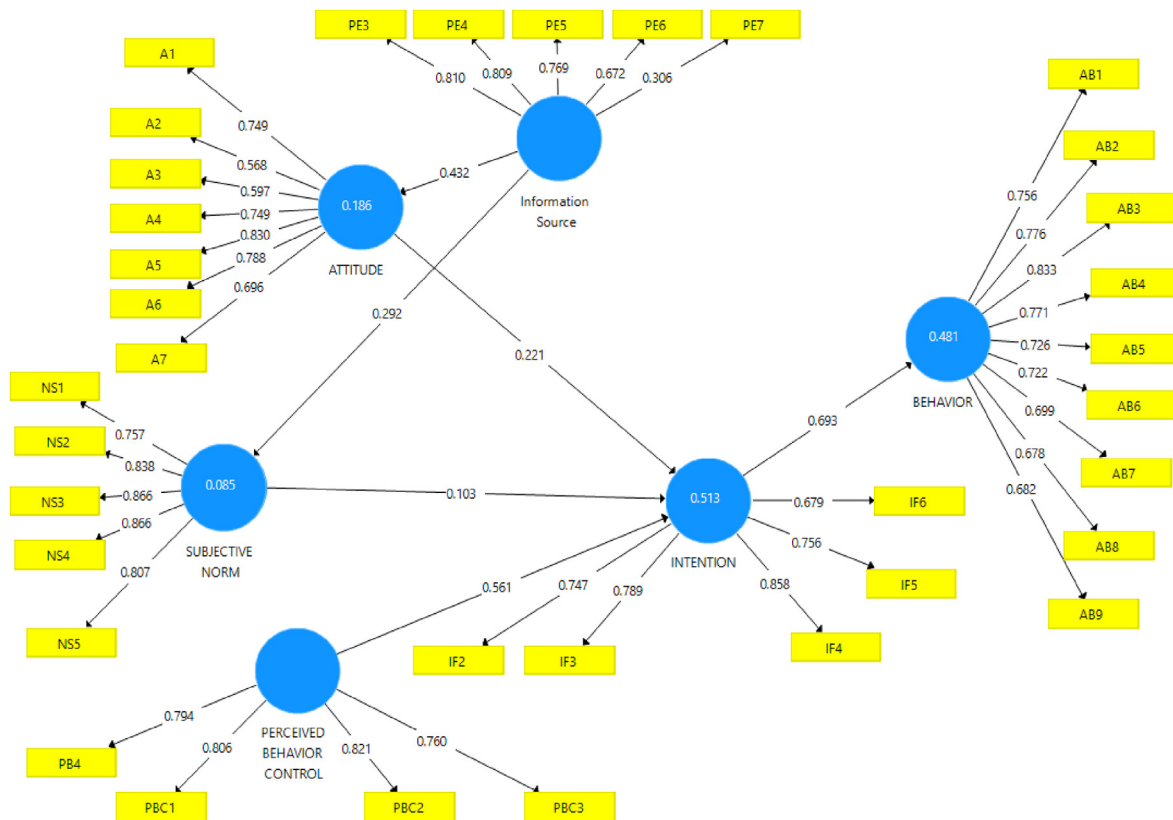 PE3
PE4
PE5
PE6
PE7
0.810
0.809
0.769
0.672
0.306
A1
A2
A3
A4
A5
A6
A7
0.749
0.568
0.597
0.749
0.830
0.788
0.696
0.186
ATTITUDE
0.432
Information
Source
0.292
0.221
NS1
NS2
NS3
NS4
NS5
0.757
0.838
0.866
0.866
0.807
0.085
SUBJECTIVE
NORM
0.103
0.561
PERCEIVED
BEHAVIOR
CONTROL
0.794
0.806
0.821
0.760
PB4
PBC1
PBC2
PBC3
0.513
INTENTION
0.747
0.789
0.858
0.756
0.679
IF2
IF3
IF4
IF5
IF6
0.693
0.481
BEHAVIOR
0.756
0.776
0.833
0.771
0.726
0.722
0.699
0.678
0.682
AB1
AB2
AB3
AB4
AB5
AB6
AB7
AB8
AB9